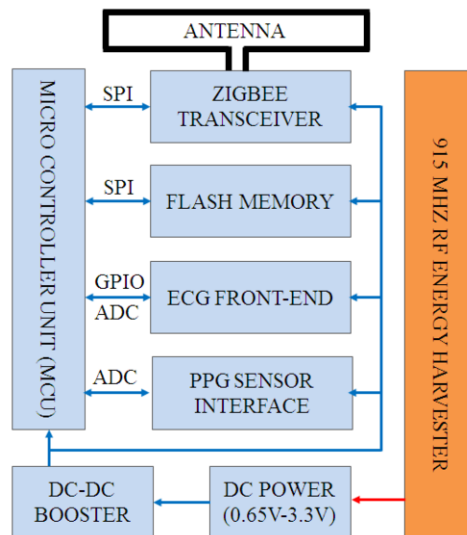 ANTENNA
MICRO CONTROLLER UNIT (MCU)
SPI
ZIGBEE
TRANSCEIVER
SPI
FLASH MEMORY
GPIO
ADC
ECG FRONT-END
ADC
PPG SENSOR
INTERFACE
915 MHZ RF ENERGY HARVESTER
DC-DC
BOOSTER
DC POWER
(0.65V-3.3V)